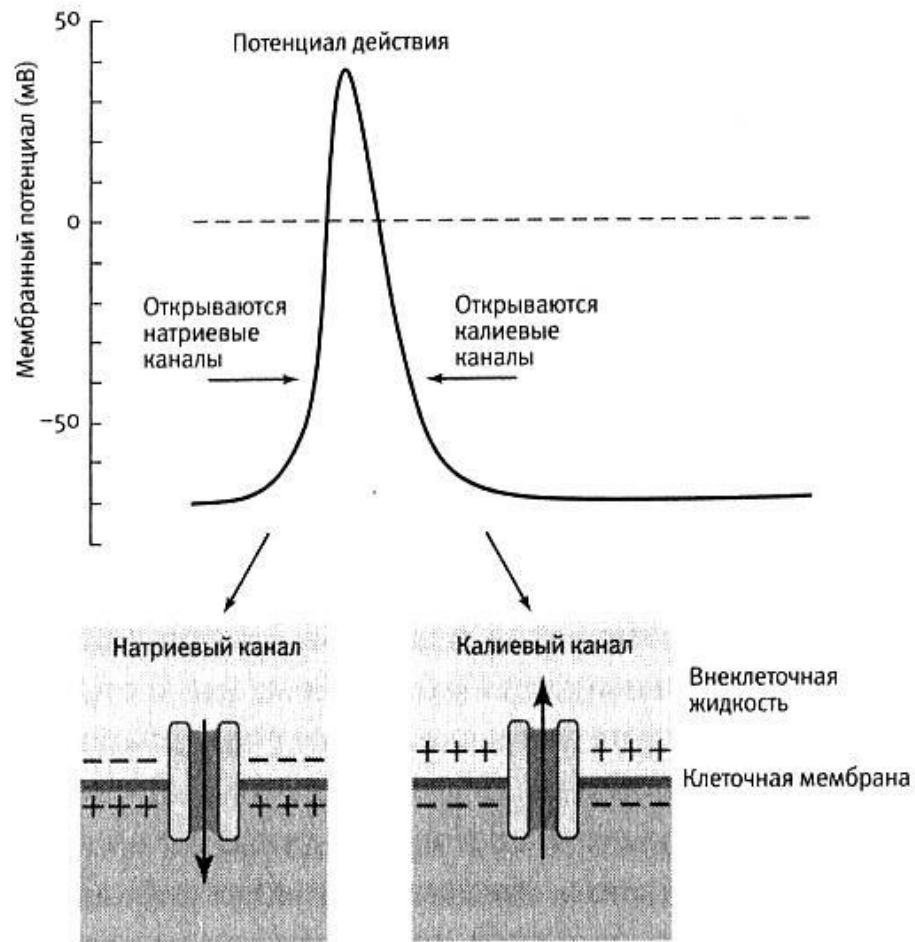 50
Потенциал действия
Мембранный потенциал (мВ)
0
Открываются
натриевые
каналы
Открываются
калиевые
каналы
–50
Натриевый канал
Калиевый канал
Внеклеточная
жидкость
+ + +
+ + +
– – –
– – –
Клеточная мембрана
+ + +
+ + +
– – –
– – –